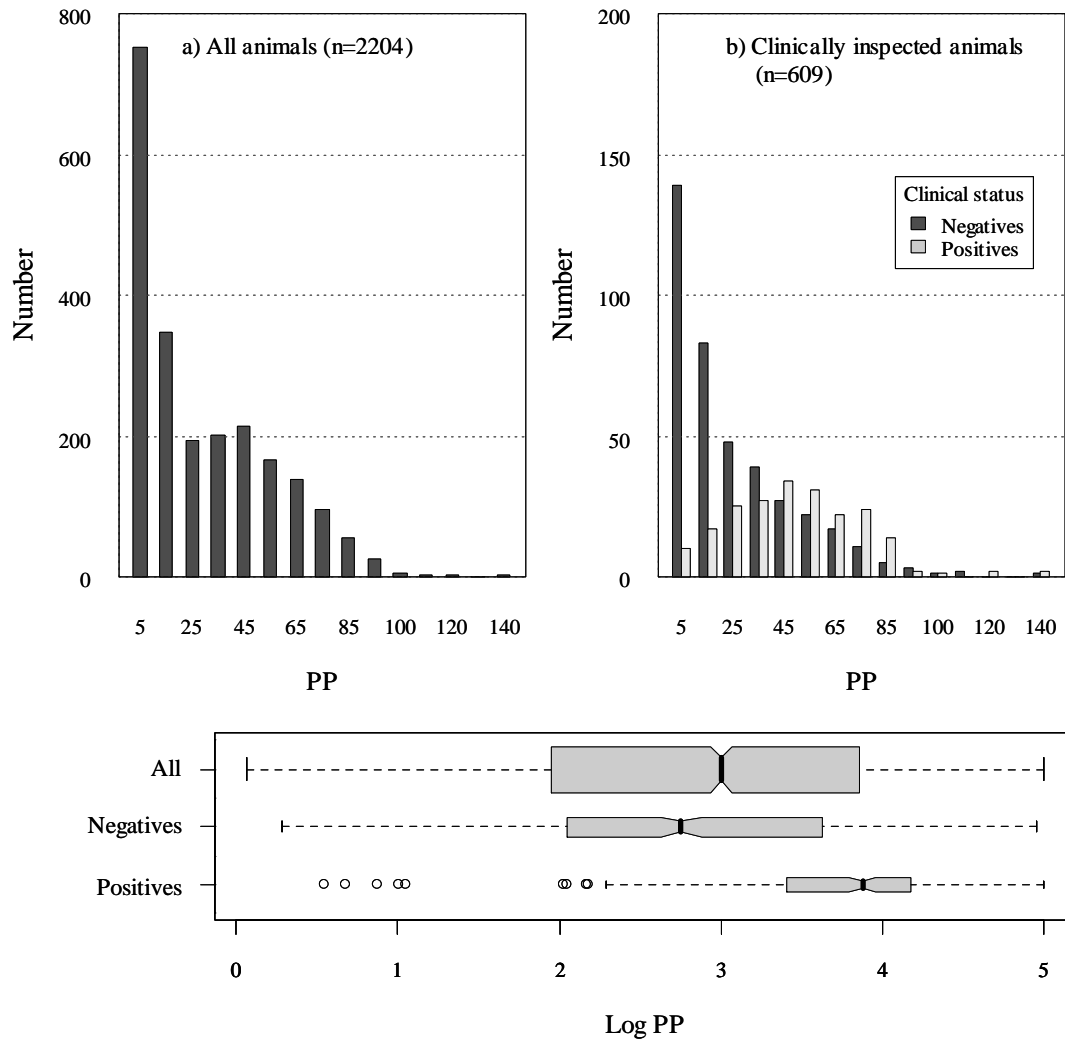 a) All animals (n=2204)
Number
800
600
400
200
0
5 25 45 65 85 100 120 140
PP
b) Clinically inspected animals
(n=609)
Number
200
150
100
50
0
Clinical status
Negatives
Positives
5 25 45 65 85 100 120 140
PP
All
Negatives
Positives
0 1 2 3 4 5
Log PP